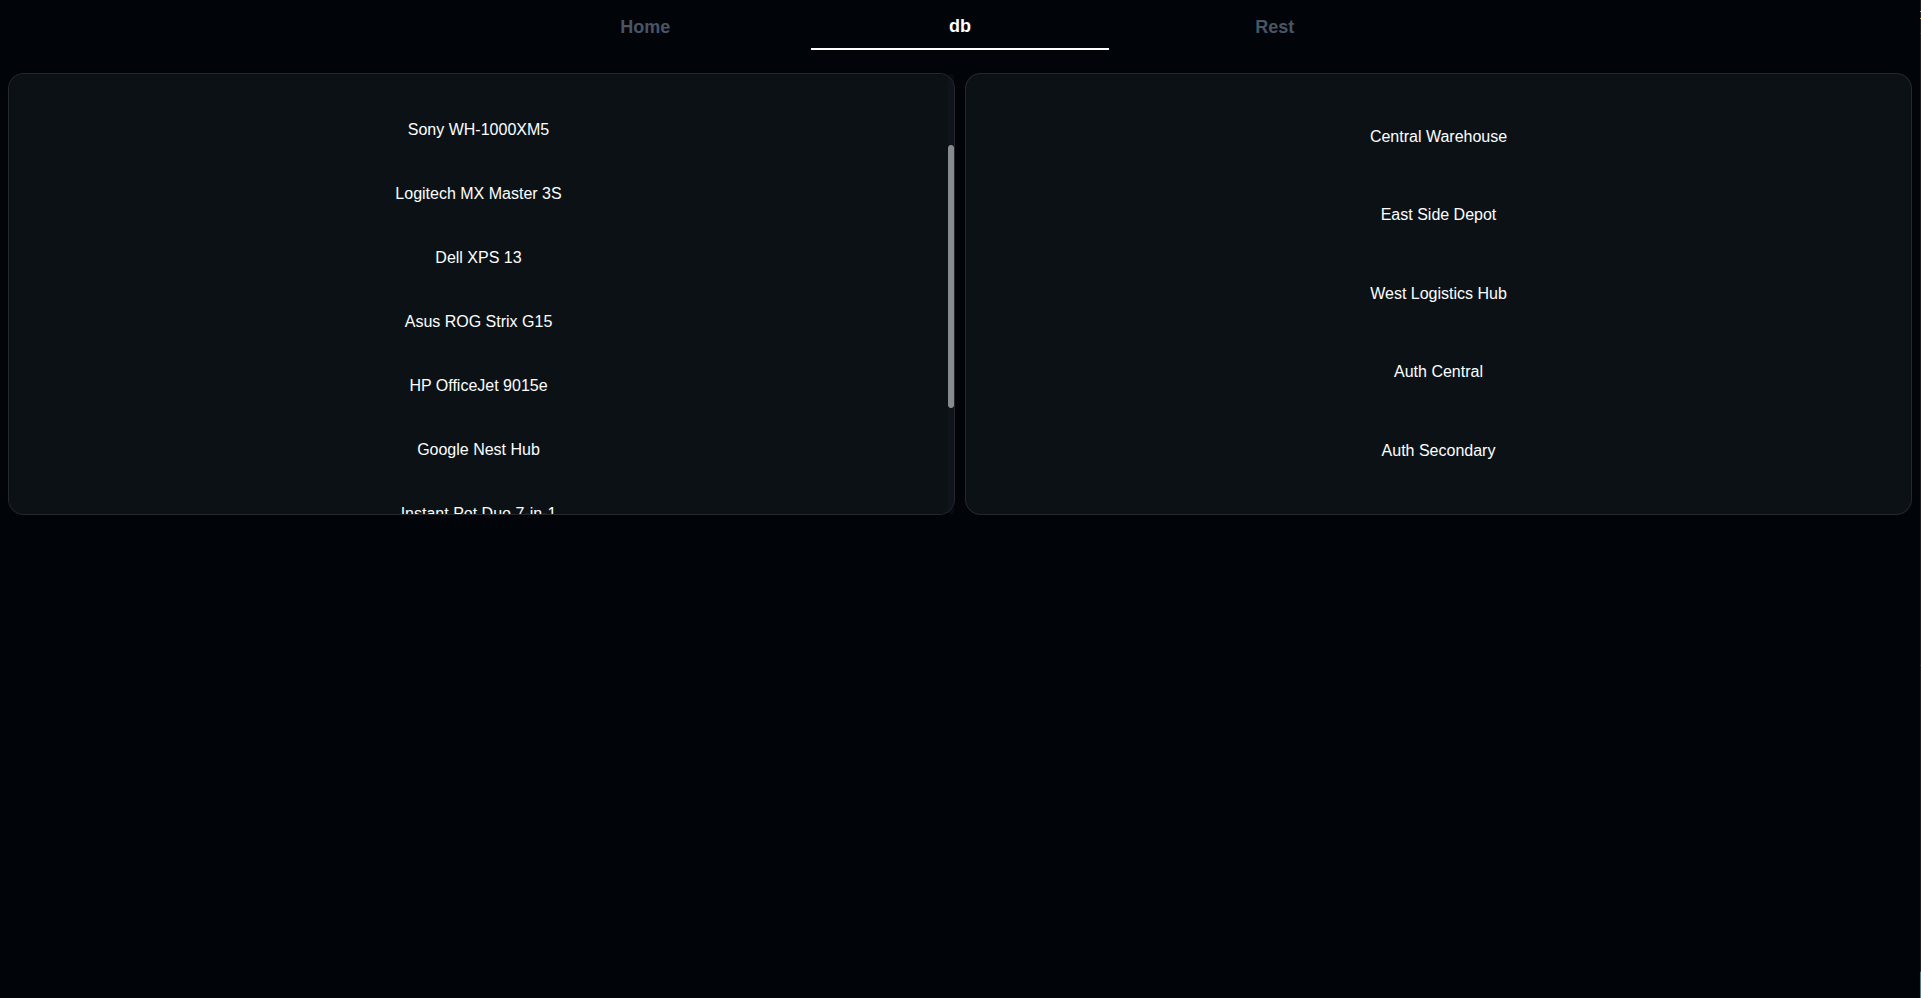 Home
db
Rest
Sony WH-1000XM5
Logitech MX Master 3S
Dell XPS 13
Asus ROG Strix G15
HP OfficeJet 9015e
Google Nest Hub
Instant Pot Duo 7-in-1
Central Warehouse
East Side Depot
West Logistics Hub
Auth Central
Auth Secondary